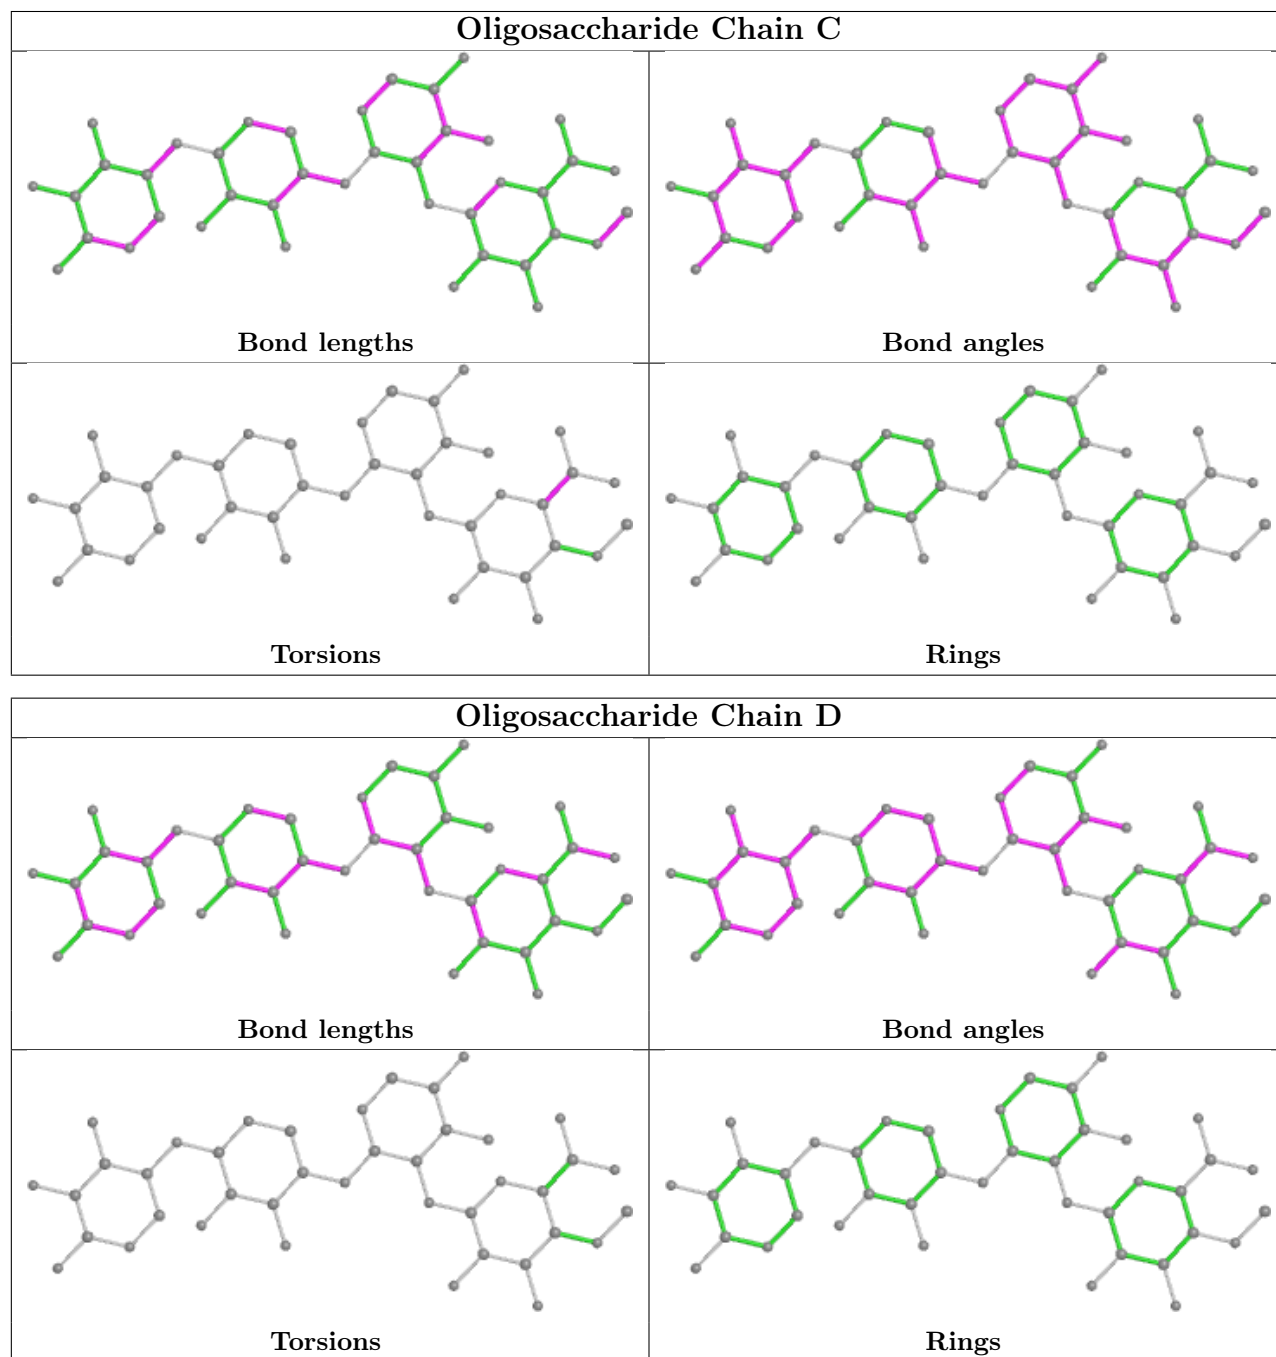 Oligosaccharide Chain C
Bond lengths
Bond angles
Torsions
Rings
Oligosaccharide Chain D
Bond lengths
Bond angles
Torsions
Rings